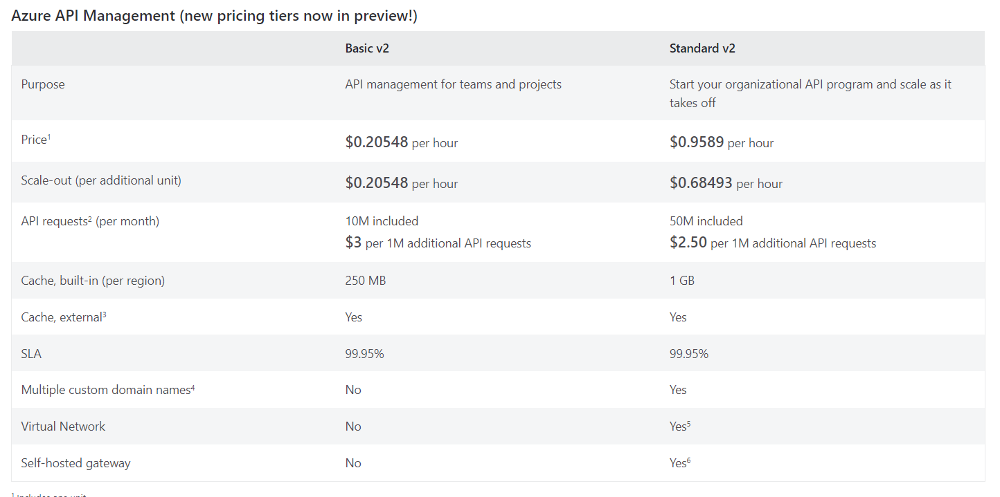 Azure API Management (new pricing tiers now in preview!)
Basic v2 Standard v2
Purpose API management for teams and projects Start your organizational API program and scale as it
takes off
Price¹ $0.20548 per hour $0.9589 per hour
Scale-out (per additional unit) $0.20548 per hour $0.68493 per hour
API requests² (per month) 10M included 50M included
$3 per 1M additional API requests $2.50 per 1M additional API requests
Cache, built-in (per region) 250 MB 1 GB
Cache, external³ Yes Yes
SLA 99.95% 99.95%
Multiple custom domain names⁴ No Yes
Virtual Network No Yes⁵
Self-hosted gateway No Yes⁶
¹ Includes one unit